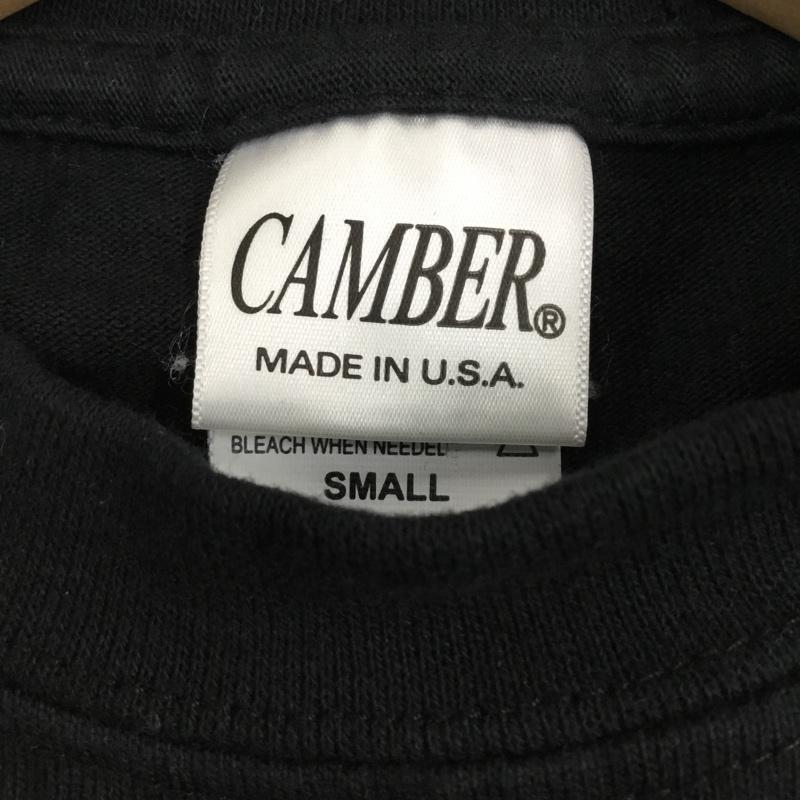 CAMBER®
MADE IN U.S.A.
BLEACH WHEN NEEDED
SMALL